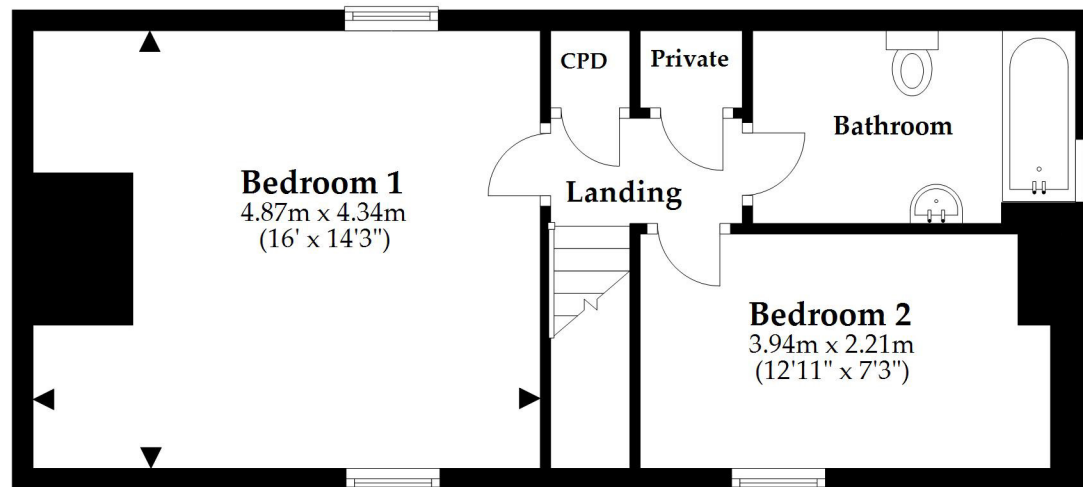 CPD
Private
Bathroom
Bedroom 1
4.87m x 4.34m
(16' x 14'3")
Landing
Bedroom 2
3.94m x 2.21m
(12'11" x 7'3")